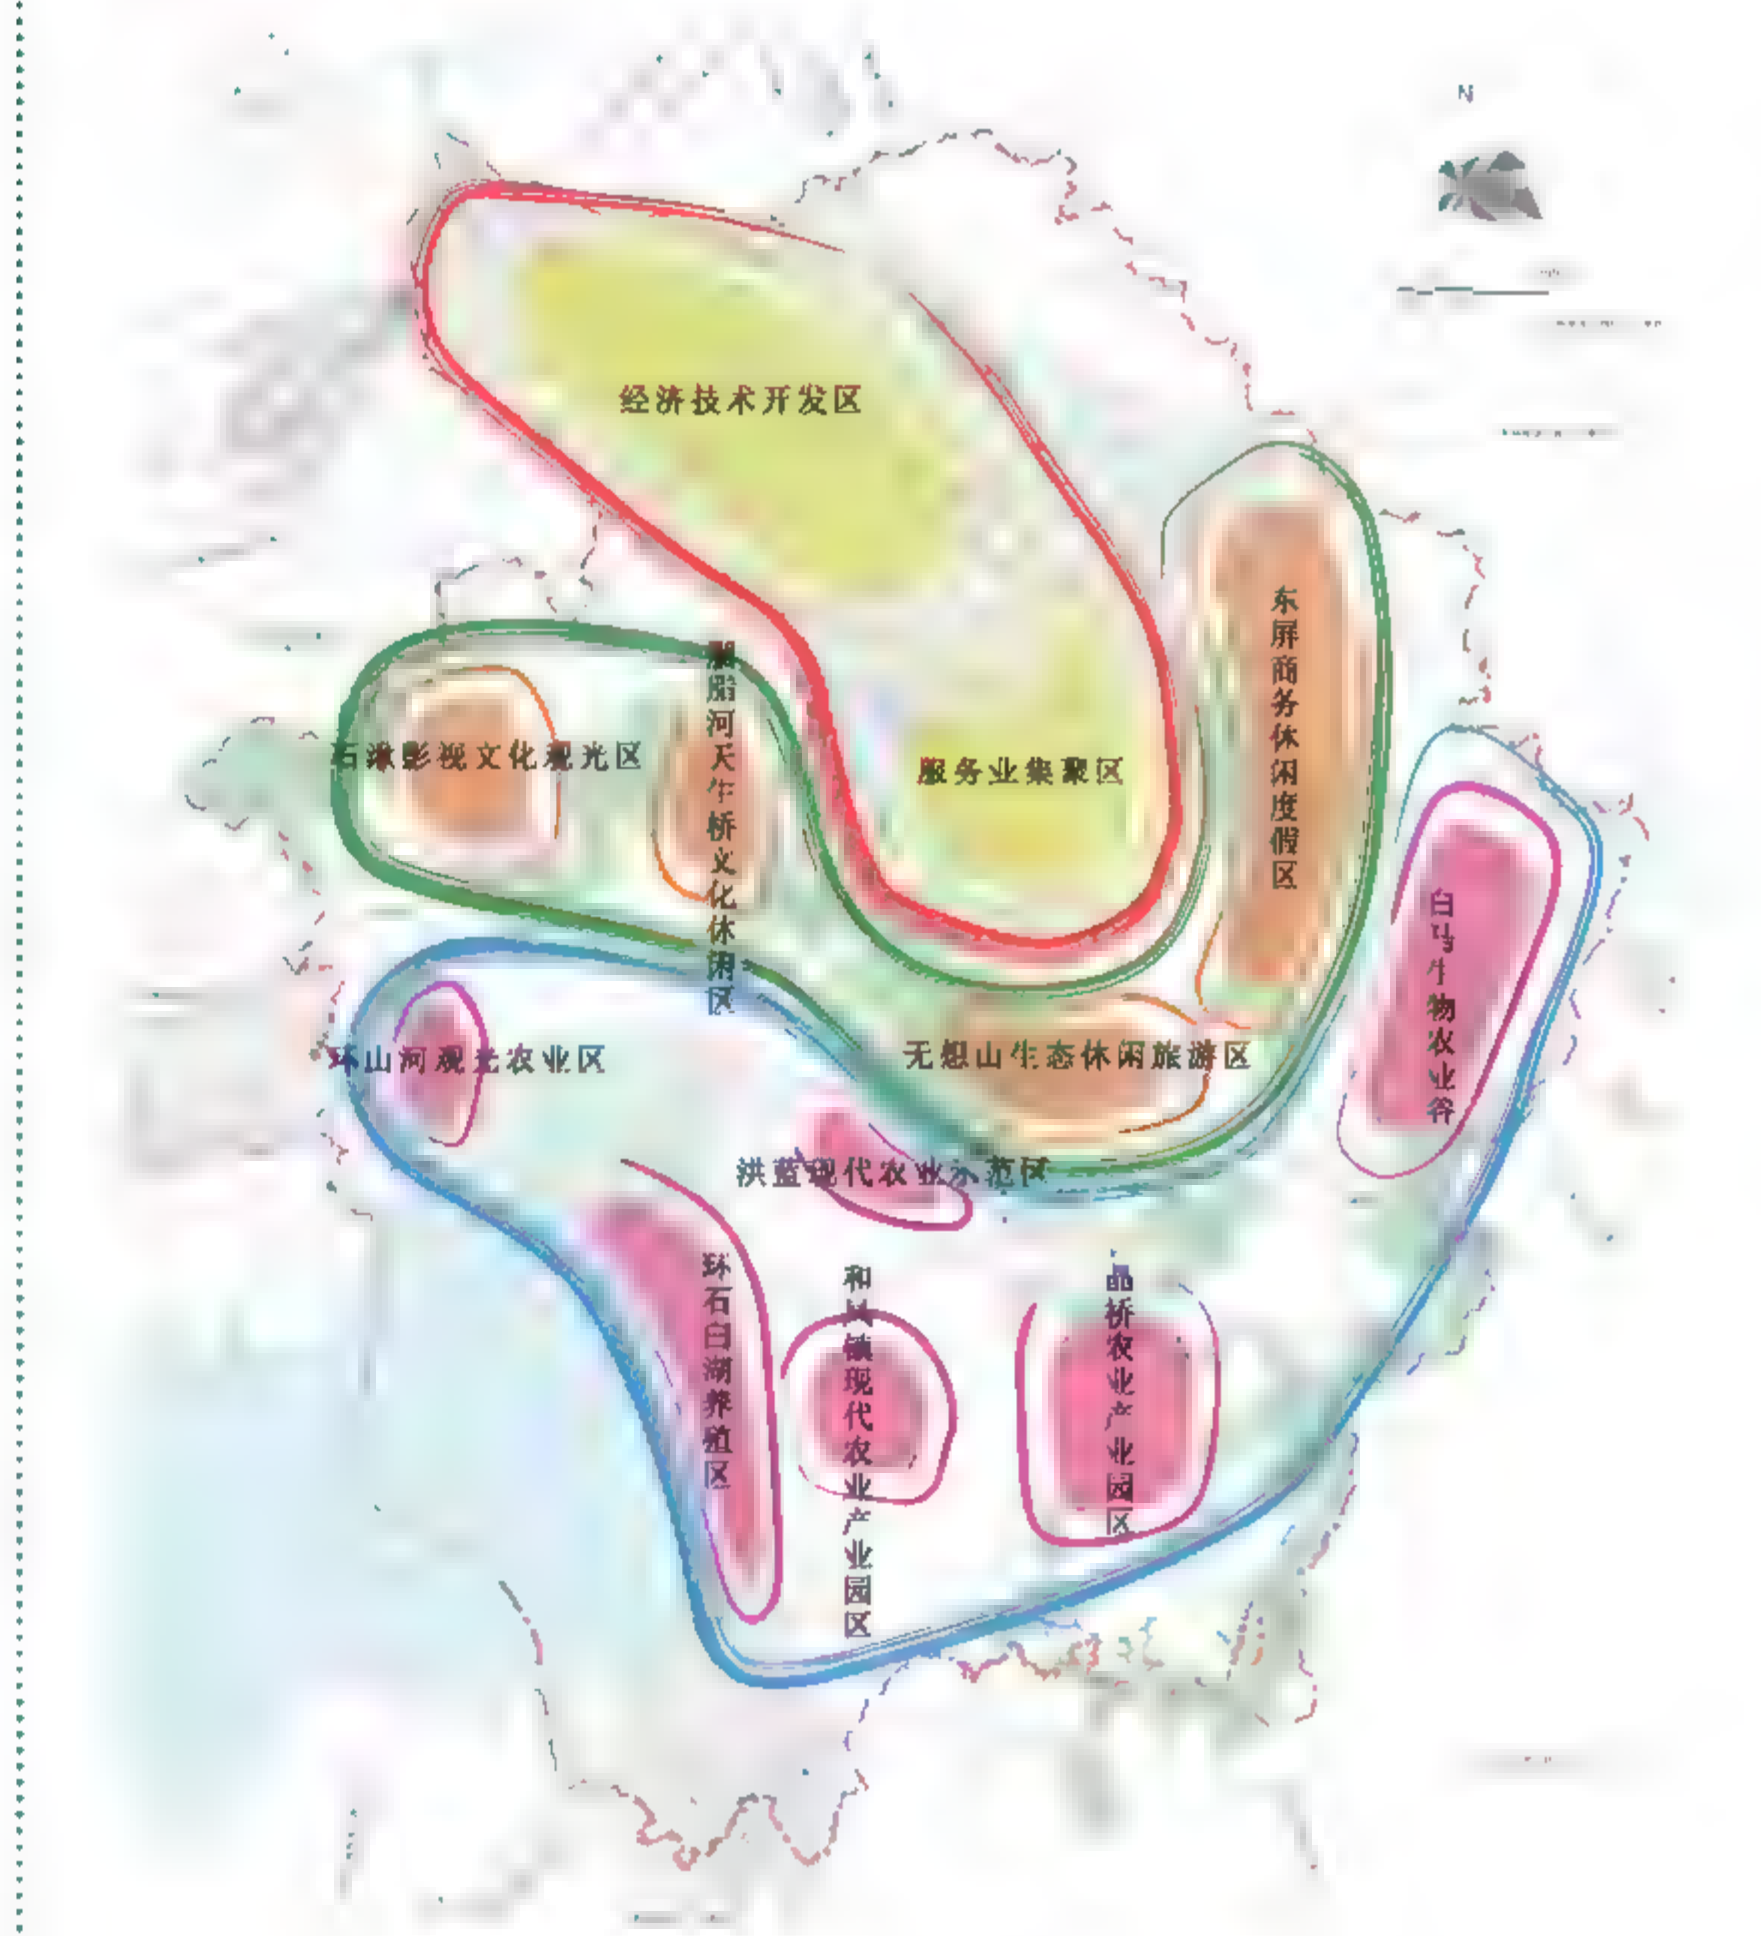 N
经济技术开发区
东屏商务休闲度假区
胭脂河天生桥文化休闲区
石湫影视文化观光区
服务业集聚区
白马生物农业谷
环山河观光农业区
无想山生态休闲旅游区
洪蓝现代农业示范区
环石臼湖养殖区
和凤镇现代农业产业园区
晶桥农业产业园区